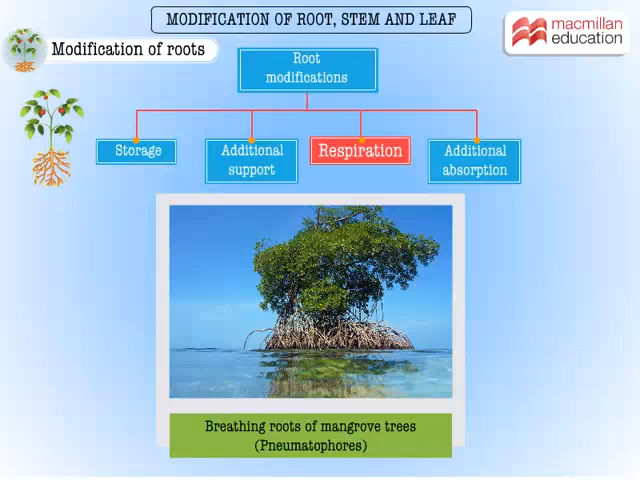 MODIFICATION OF ROOT, STEM AND LEAF
macmillan
education
Modification of roots
Root
modifications
Storage
Additional
support
Respiration
Additional
absorption
Breathing roots of mangrove trees
(Pneumatophores)